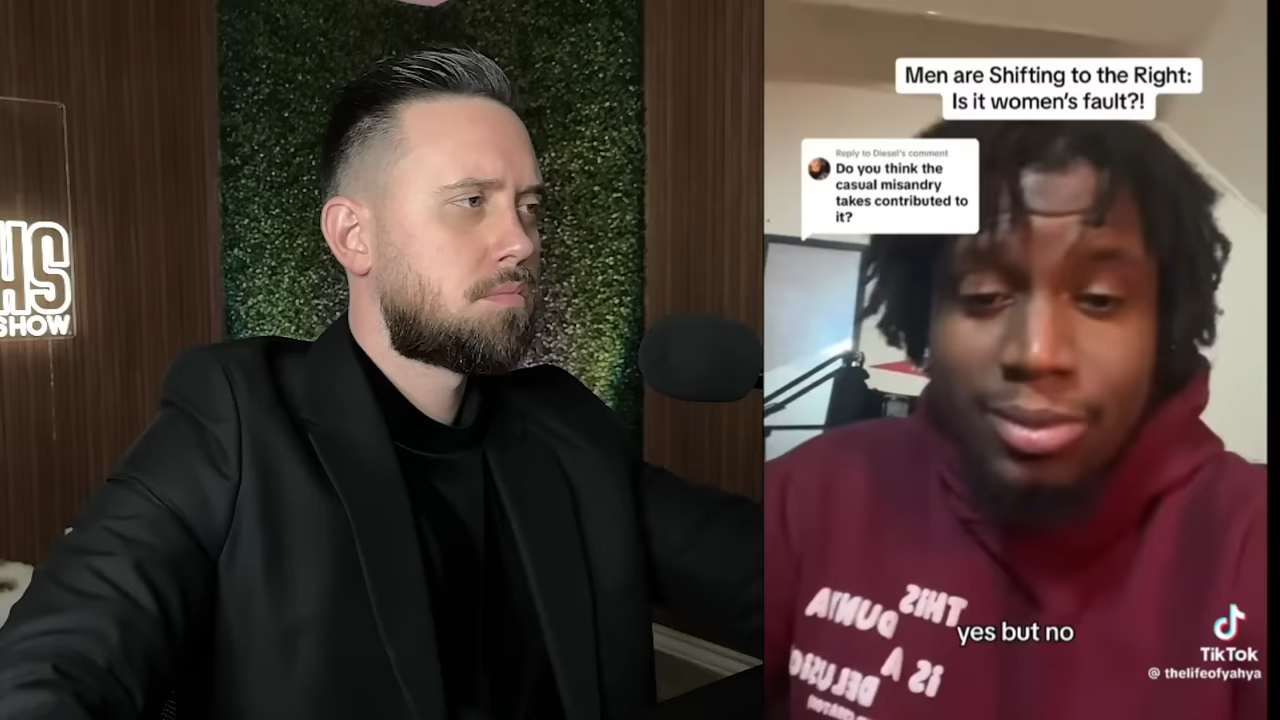 HS
SHOW
Men are Shifting to the Right:
Is it women's fault?!
Reply to Diesel's comment
Do you think the
casual misandry
takes contributed to
it?
THIS
IS A
yes but no
TikTok
@ thelifeofyahya